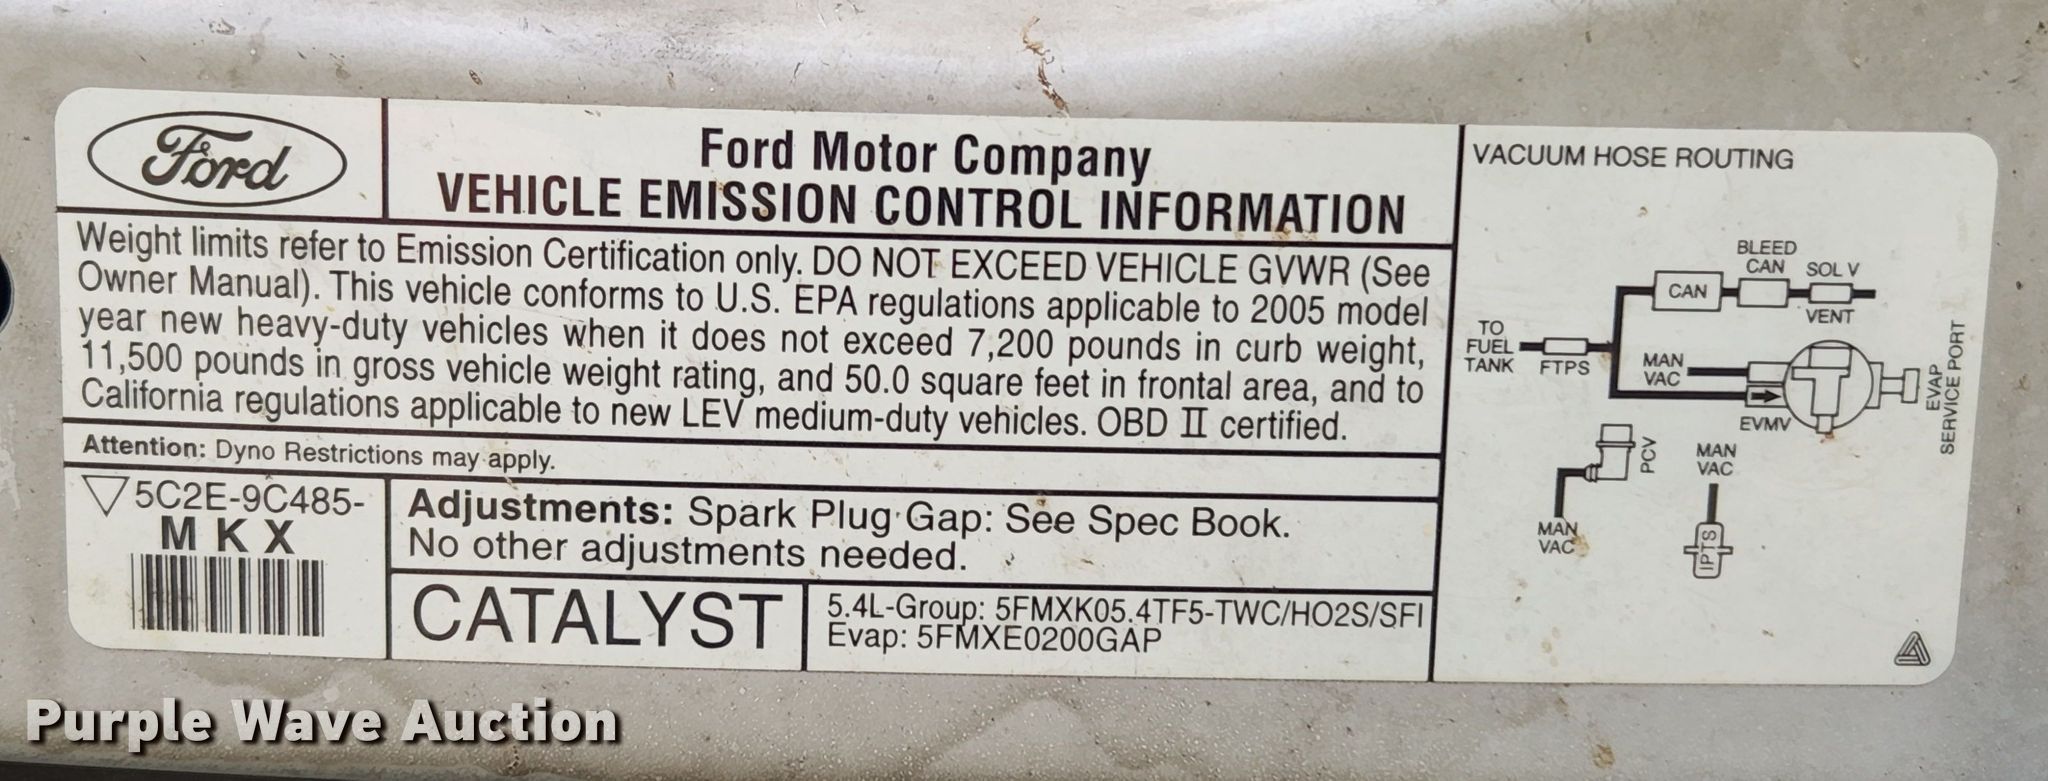 Ford
Ford Motor Company
VEHICLE EMISSION CONTROL INFORMATION
Weight limits refer to Emission Certification only. DO NOT EXCEED VEHICLE GVWR (See
Owner Manual). This vehicle conforms to U.S. EPA regulations applicable to 2005 model
year new heavy-duty vehicles when it does not exceed 7,200 pounds in curb weight,
11,500 pounds in gross vehicle weight rating, and 50.0 square feet in frontal area, and to
California regulations applicable to new LEV medium-duty vehicles. OBD II certified.
Attention: Dyno Restrictions may apply.
5C2E-9C485-
MKX
Adjustments: Spark Plug Gap: See Spec Book.
No other adjustments needed.
CATALYST
5.4L-Group: 5FMXK05.4TF5-TWC/HO2S/SFI
Evap: 5FMXE0200GAP
VACUUM HOSE ROUTING
BLEED
CAN
SOL V
CAN
VENT
TO
FUEL
TANK
FTPS
MAN
VAC
EVMV
EVAP
SERVICE PORT
PCV
MAN
VAC
MAN
VAC
IPTS
Purple Wave Auction